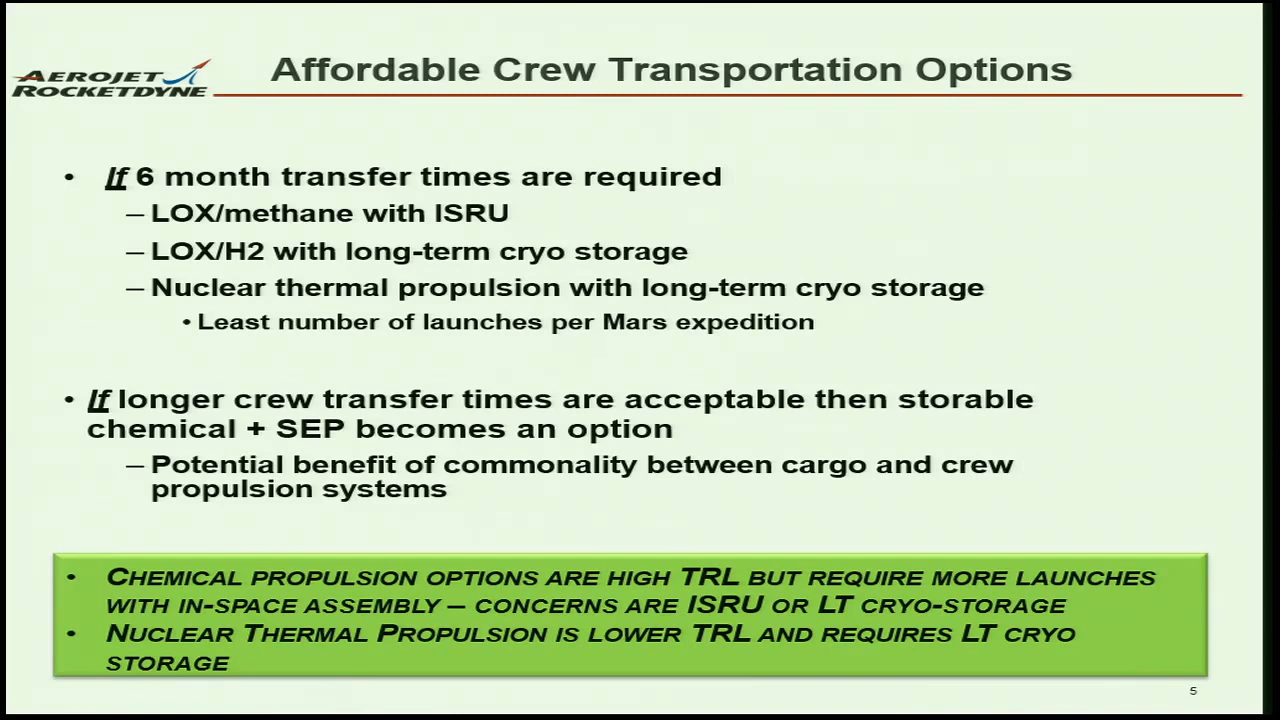 Affordable Crew Transportation Options
AEROJET
ROCKETDYNE
• If 6 month transfer times are required
– LOX/methane with ISRU
– LOX/H2 with long-term cryo storage
– Nuclear thermal propulsion with long-term cryo storage
• Least number of launches per Mars expedition
• If longer crew transfer times are acceptable then storable
chemical + SEP becomes an option
– Potential benefit of commonality between cargo and crew
propulsion systems
• CHEMICAL PROPULSION OPTIONS ARE HIGH TRL BUT REQUIRE MORE LAUNCHES
WITH IN-SPACE ASSEMBLY – CONCERNS ARE ISRU OR LT CRYO-STORAGE
• NUCLEAR THERMAL PROPULSION IS LOWER TRL AND REQUIRES LT CRYO
STORAGE
5